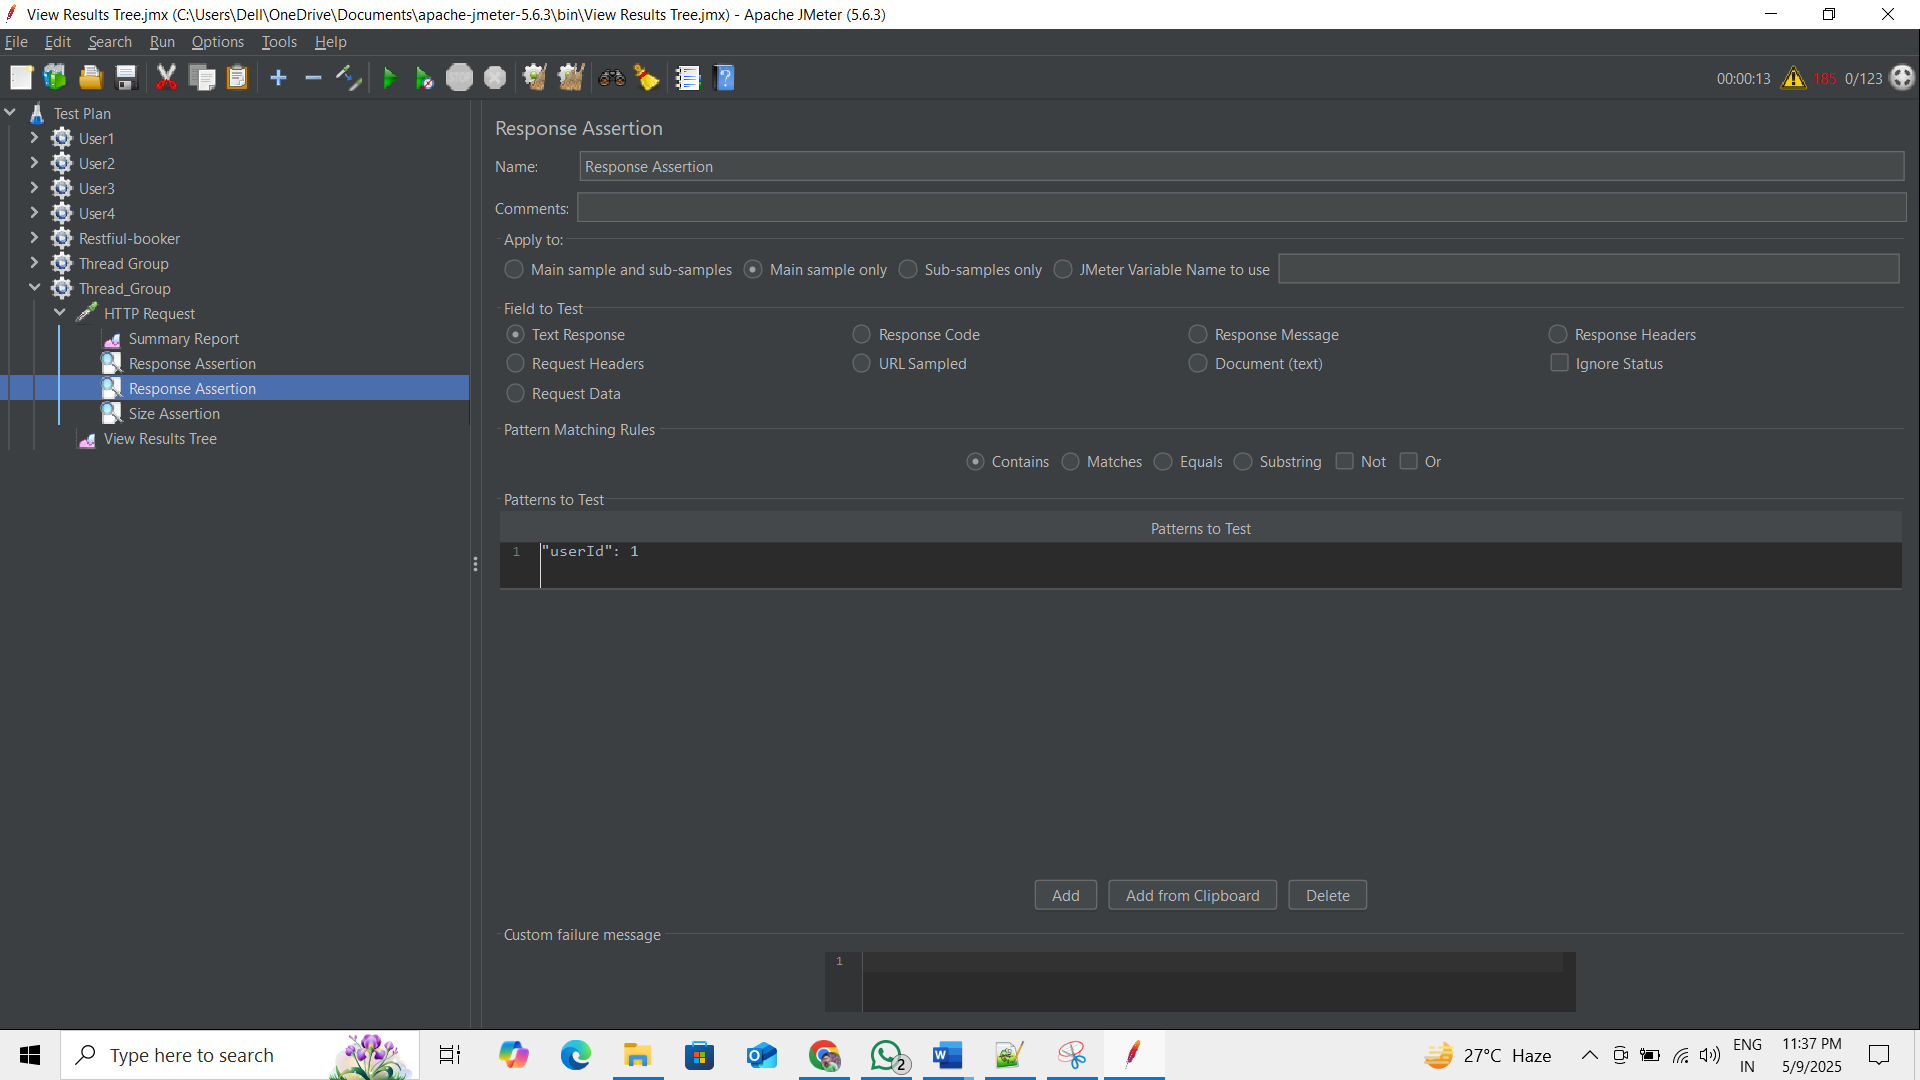 View Results Tree.jmx (C:\Users\Dell\OneDrive\Documents\apache-jmeter-5.6.3\bin\View Results Tree.jmx) - Apache JMeter (5.6.3)
File Edit Search Run Options Tools Help
STOP
00:00:13 185 0/123
Test Plan
User1
User2
User3
User4
Restfiul-booker
Thread Group
Thread_Group
HTTP Request
Summary Report
Response Assertion
Response Assertion
Size Assertion
View Results Tree
Response Assertion
Name: Response Assertion
Comments:
Apply to:
Main sample and sub-samples Main sample only Sub-samples only JMeter Variable Name to use
Field to Test
Text Response Response Code Response Message Response Headers
Request Headers URL Sampled Document (text) Ignore Status
Request Data
Pattern Matching Rules
Contains Matches Equals Substring Not Or
Patterns to Test
Patterns to Test
1 "userId": 1
Add Add from Clipboard Delete
Custom failure message
1
Type here to search
2
27°C Haze
ENG
IN
11:37 PM
5/9/2025